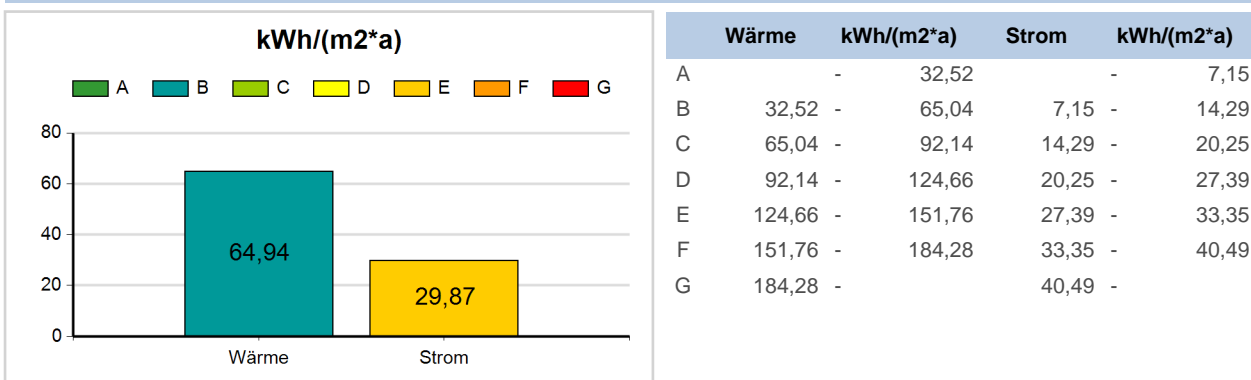 kWh/(m2*a)
A B C D E F G
80
60
40
20
0
64,94
29,87
Wärme Strom
Wärme kWh/(m2*a) Strom kWh/(m2*a)
A - 32,52 - 7,15
B 32,52 - 65,04 7,15 - 14,29
C 65,04 - 92,14 14,29 - 20,25
D 92,14 - 124,66 20,25 - 27,39
E 124,66 - 151,76 27,39 - 33,35
F 151,76 - 184,28 33,35 - 40,49
G 184,28 - 40,49 -